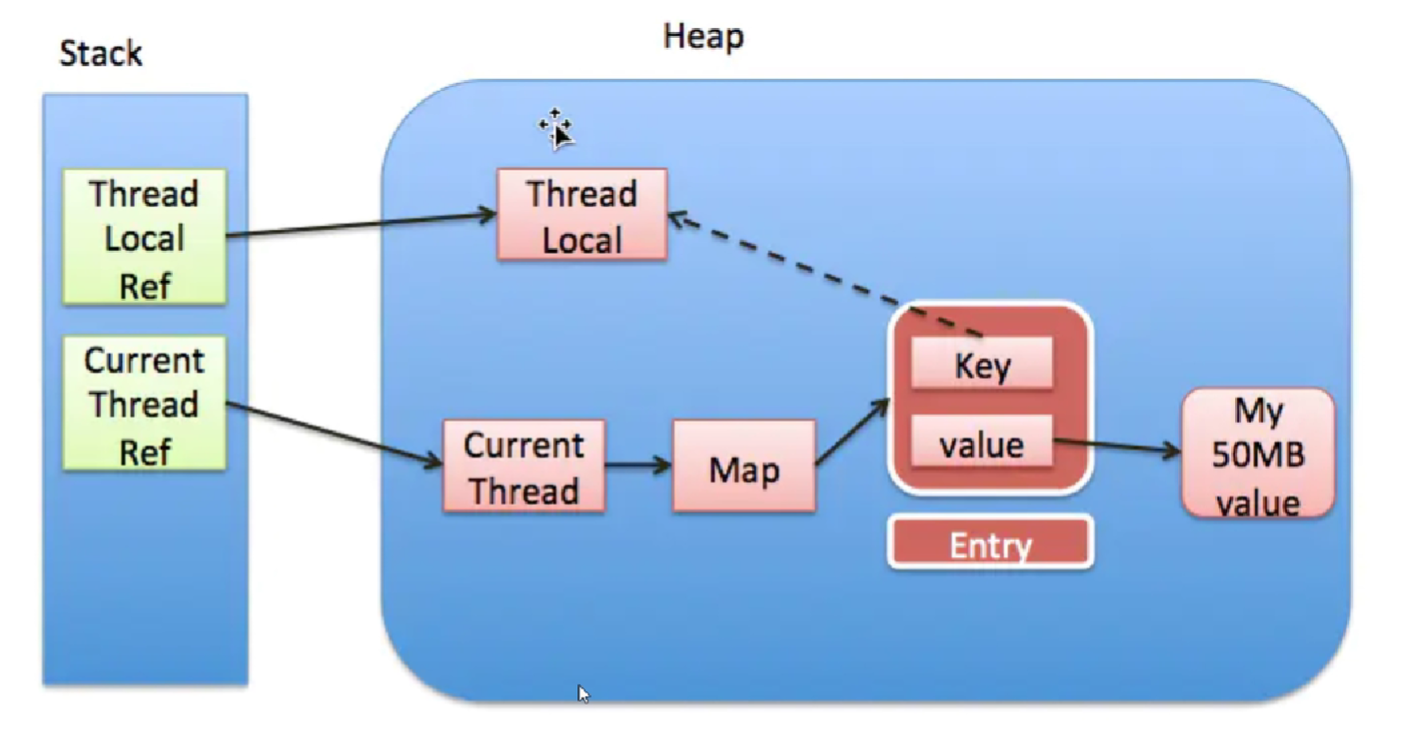 Stack
Heap
Thread
Local
Ref
Thread
Local
Current
Thread
Ref
Key
value
Current
Thread
Map
My
50MB
value
Entry